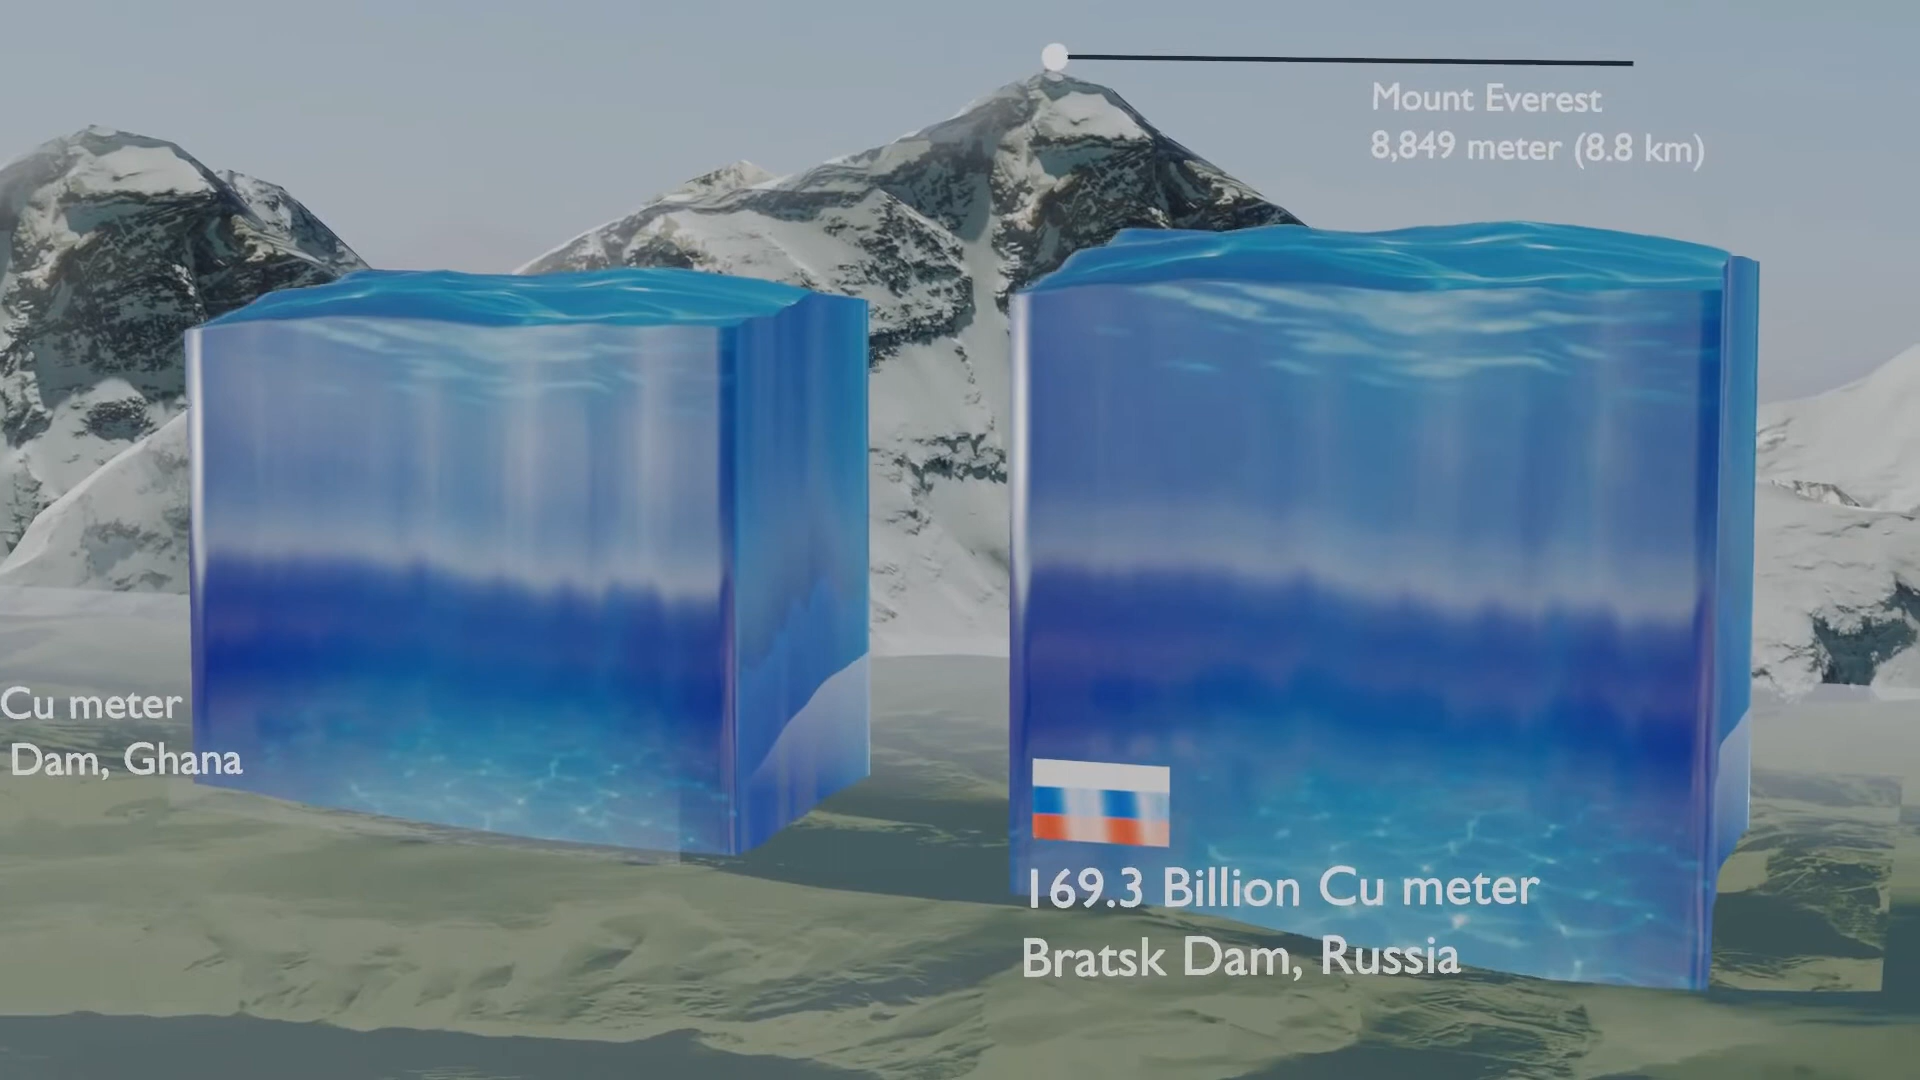 Mount Everest
8,849 meter (8.8 km)
Cu meter
Dam, Ghana
169.3 Billion Cu meter
Bratsk Dam, Russia